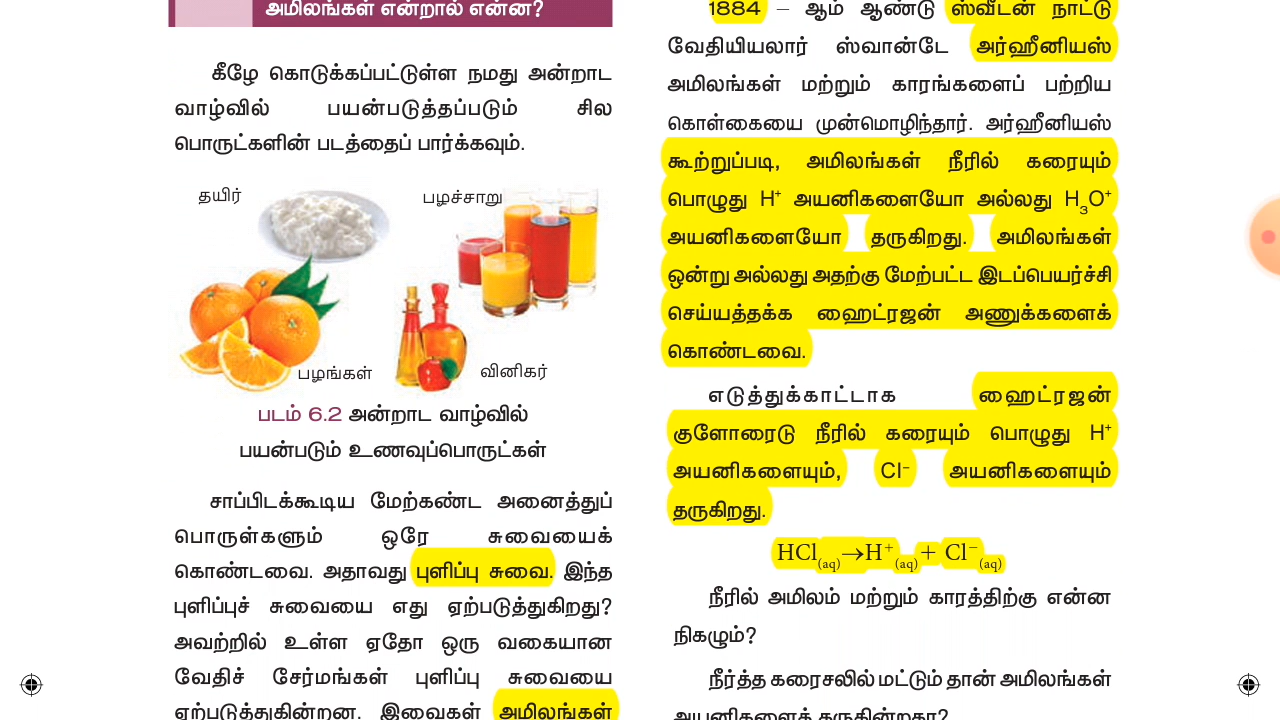 அமிலங்கள் என்றால் என்ன?
கீழே கொடுக்கப்பட்டுள்ள நமது அன்றாட
வாழ்வில் பயன்படுத்தப்படும் சில
பொருட்களின் படத்தைப் பார்க்கவும்.
தயிர்
பழச்சாறு
பழங்கள்
வினிகர்
படம் 6.2 அன்றாட வாழ்வில்
பயன்படும் உணவுப்பொருட்கள்
சாப்பிடக்கூடிய மேற்கண்ட அனைத்துப்
பொருள்களும் ஒரே சுவையைக்
கொண்டவை. அதாவது புளிப்பு சுவை. இந்த
புளிப்புச் சுவையை எது ஏற்படுத்துகிறது?
அவற்றில் உள்ள ஏதோ ஒரு வகையான
வேதிச் சேர்மங்கள் புளிப்பு சுவையை
ஏற்படுத்துகின்றன. இவைகள் அமிலங்கள்
1884 – ஆம் ஆண்டு ஸ்வீடன் நாட்டு
வேதியியலார் ஸ்வான்டே அர்ஹீனியஸ்
அமிலங்கள் மற்றும் காரங்களைப் பற்றிய
கொள்கையை முன்மொழிந்தார். அர்ஹீனியஸ்
கூற்றுப்படி, அமிலங்கள் நீரில் கரையும்
பொழுது H⁺ அயனிகளையோ அல்லது H₃O⁺
அயனிகளையோ தருகிறது. அமிலங்கள்
ஒன்று அல்லது அதற்கு மேற்பட்ட இடப்பெயர்ச்சி
செய்யத்தக்க ஹைட்ரஜன் அணுக்களைக்
கொண்டவை.
எடுத்துக்காட்டாக ஹைட்ரஜன்
குளோரைடு நீரில் கரையும் பொழுது H⁺
அயனிகளையும், Cl⁻ அயனிகளையும்
தருகிறது.
HCl(aq)→H⁺(aq)+ Cl⁻(aq)
நீரில் அமிலம் மற்றும் காரத்திற்கு என்ன
நிகழும்?
நீர்த்த கரைசலில் மட்டும் தான் அமிலங்கள்
அயனிகளைத் தருகின்றதா?